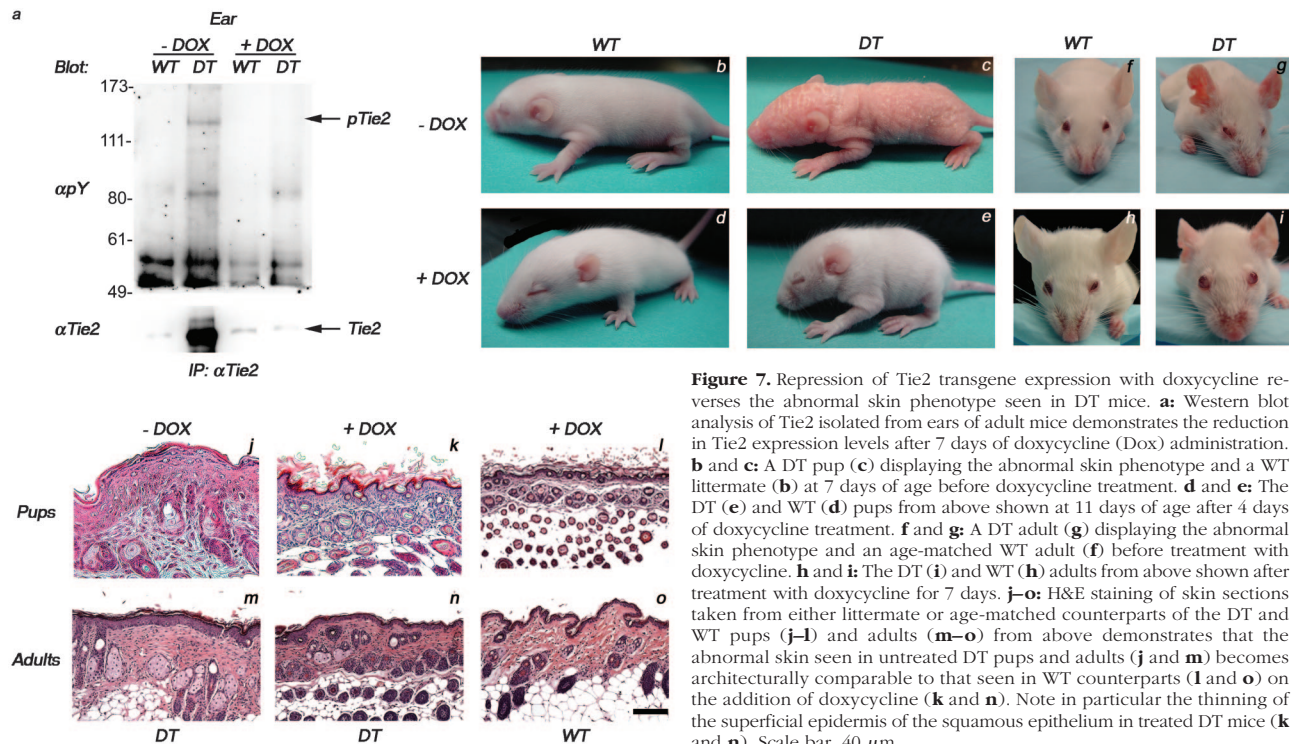 a
Ear
- DOX + DOX
Blot: WT DT WT DT
173-
pTie2
111-
αpY
80-
61-
49-
αTie2
Tie2
IP: αTie2
WT DT WT DT
- DOX
b c f g
+ DOX
d e h i
- DOX + DOX + DOX
Pups
j k l
Adults
m n o
DT DT WT
Figure 7. Repression of Tie2 transgene expression with doxycycline re-
verses the abnormal skin phenotype seen in DT mice. a: Western blot
analysis of Tie2 isolated from ears of adult mice demonstrates the reduction
in Tie2 expression levels after 7 days of doxycycline (Dox) administration.
b and c: A DT pup (c) displaying the abnormal skin phenotype and a WT
littermate (b) at 7 days of age before doxycycline treatment. d and e: The
DT (e) and WT (d) pups from above shown at 11 days of age after 4 days
of doxycycline treatment. f and g: A DT adult (g) displaying the abnormal
skin phenotype and an age-matched WT adult (f) before treatment with
doxycycline. h and i: The DT (i) and WT (h) adults from above shown after
treatment with doxycycline for 7 days. j–o: H&E staining of skin sections
taken from either littermate or age-matched counterparts of the DT and
WT pups (j–l) and adults (m–o) from above demonstrates that the
abnormal skin seen in untreated DT pups and adults (j and m) becomes
architecturally comparable to that seen in WT counterparts (l and o) on
the addition of doxycycline (k and n). Note in particular the thinning of
the superficial epidermis of the squamous epithelium in treated DT mice (k
and n). Scale bar, 40 μm.